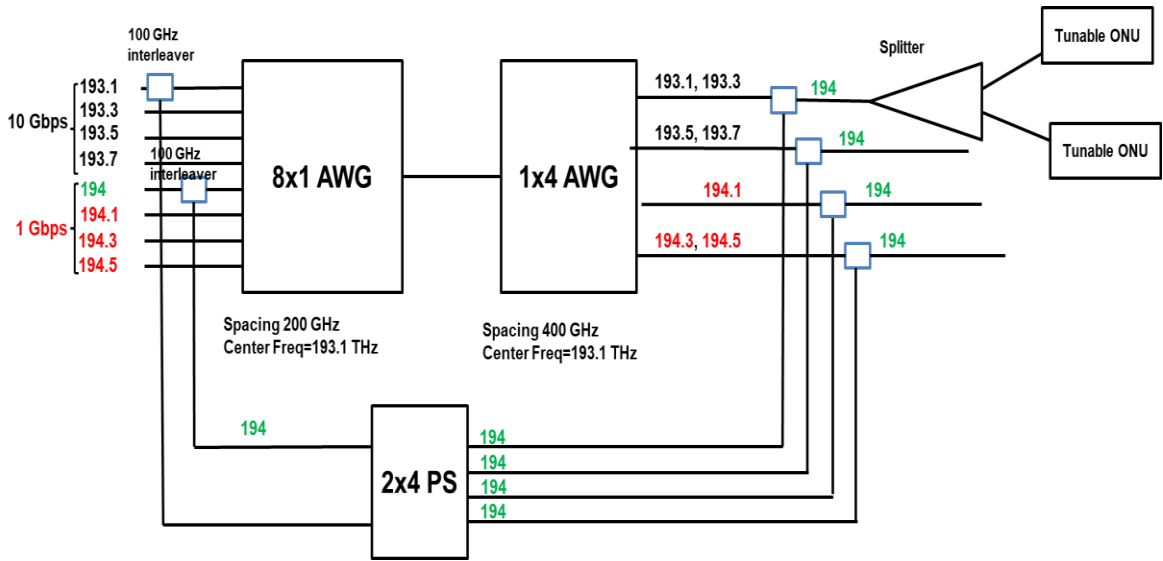 100 GHz
interleaver
Splitter
Tunable ONU
193.1
193.3
193.5
193.7
10 Gbps
100 GHz
interleaver
194
194.1
194.3
194.5
1 Gbps
8x1 AWG
1x4 AWG
193.1, 193.3
194
193.5, 193.7
194
194.1
194
194.3, 194.5
194
Tunable ONU
Spacing 200 GHz
Center Freq=193.1 THz
Spacing 400 GHz
Center Freq=193.1 THz
194
2x4 PS
194
194
194
194